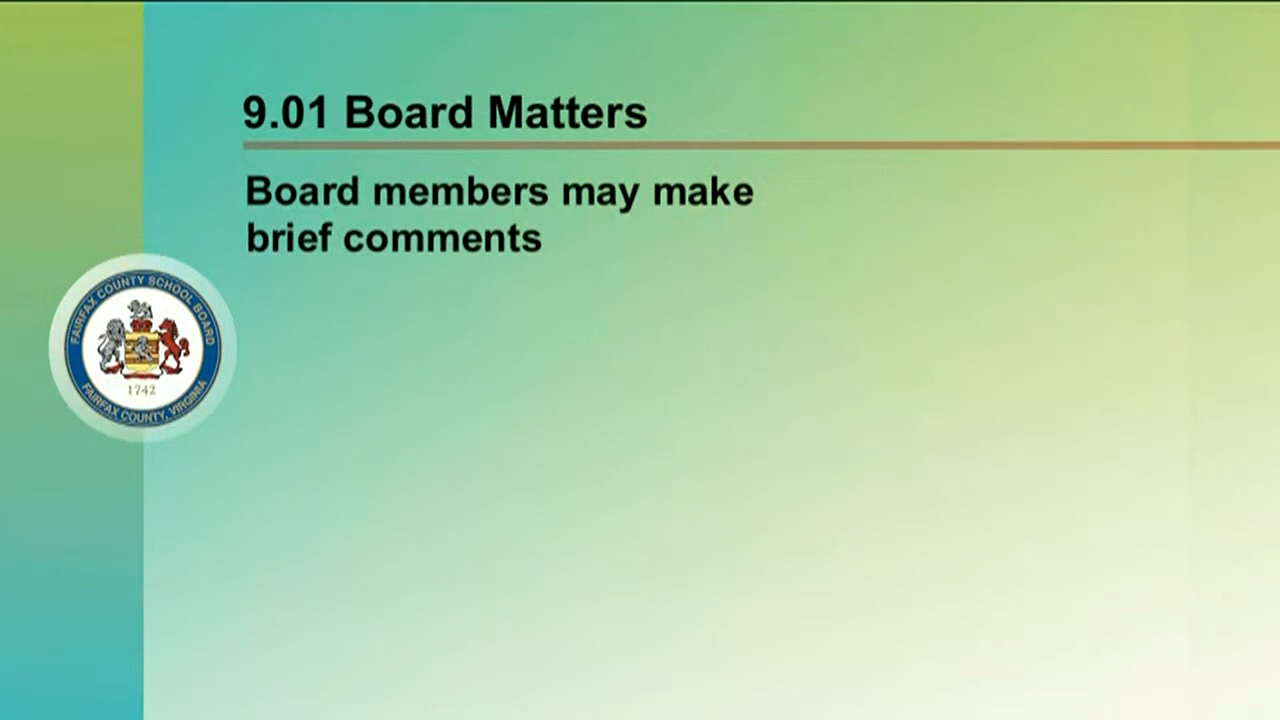 9.01 Board Matters
Board members may make
brief comments
FAIRFAX COUNTY SCHOOL BOARD
1742
FAIRFAX COUNTY, VIRGINIA